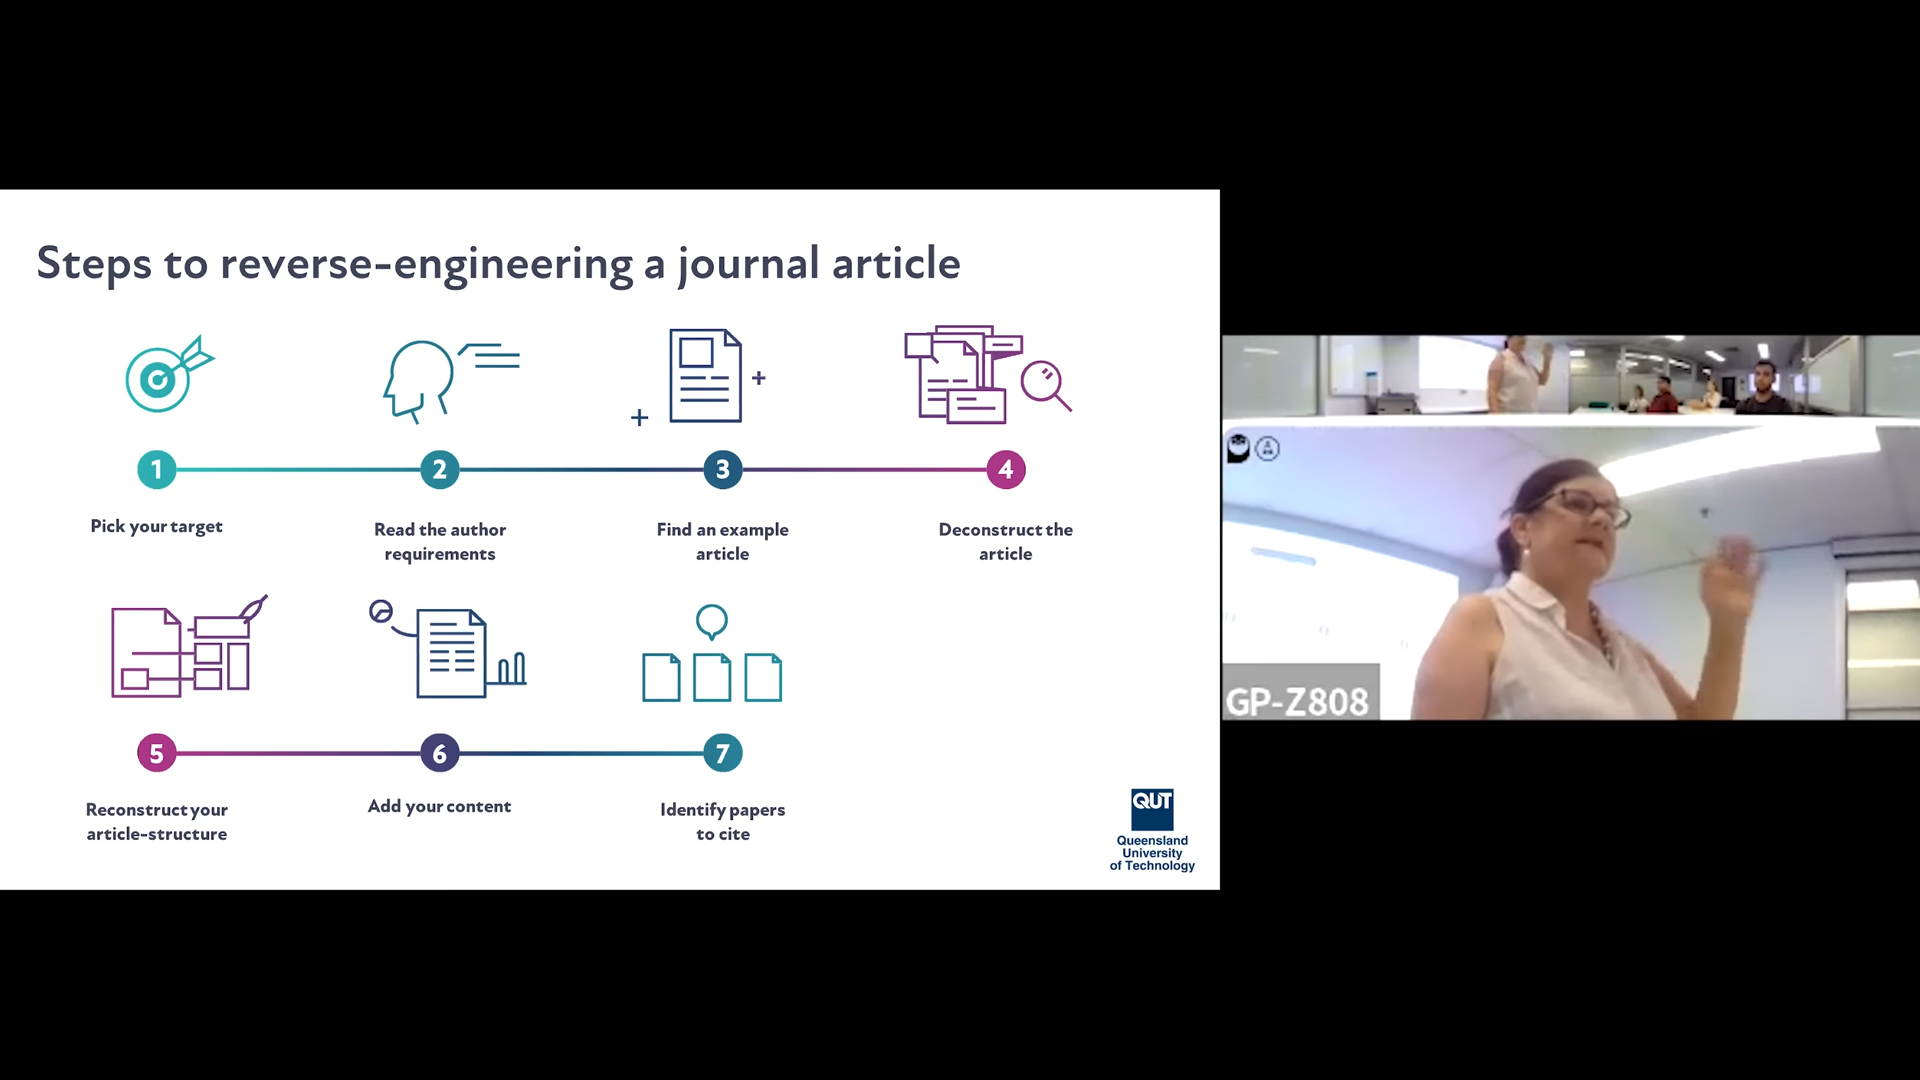 Steps to reverse-engineering a journal article
1
2
3
4
Pick your target
Read the author
requirements
Find an example
article
Deconstruct the
article
5
6
7
Reconstruct your
article-structure
Add your content
Identify papers
to cite
QUT
Queensland
University
of Technology
GP-Z808